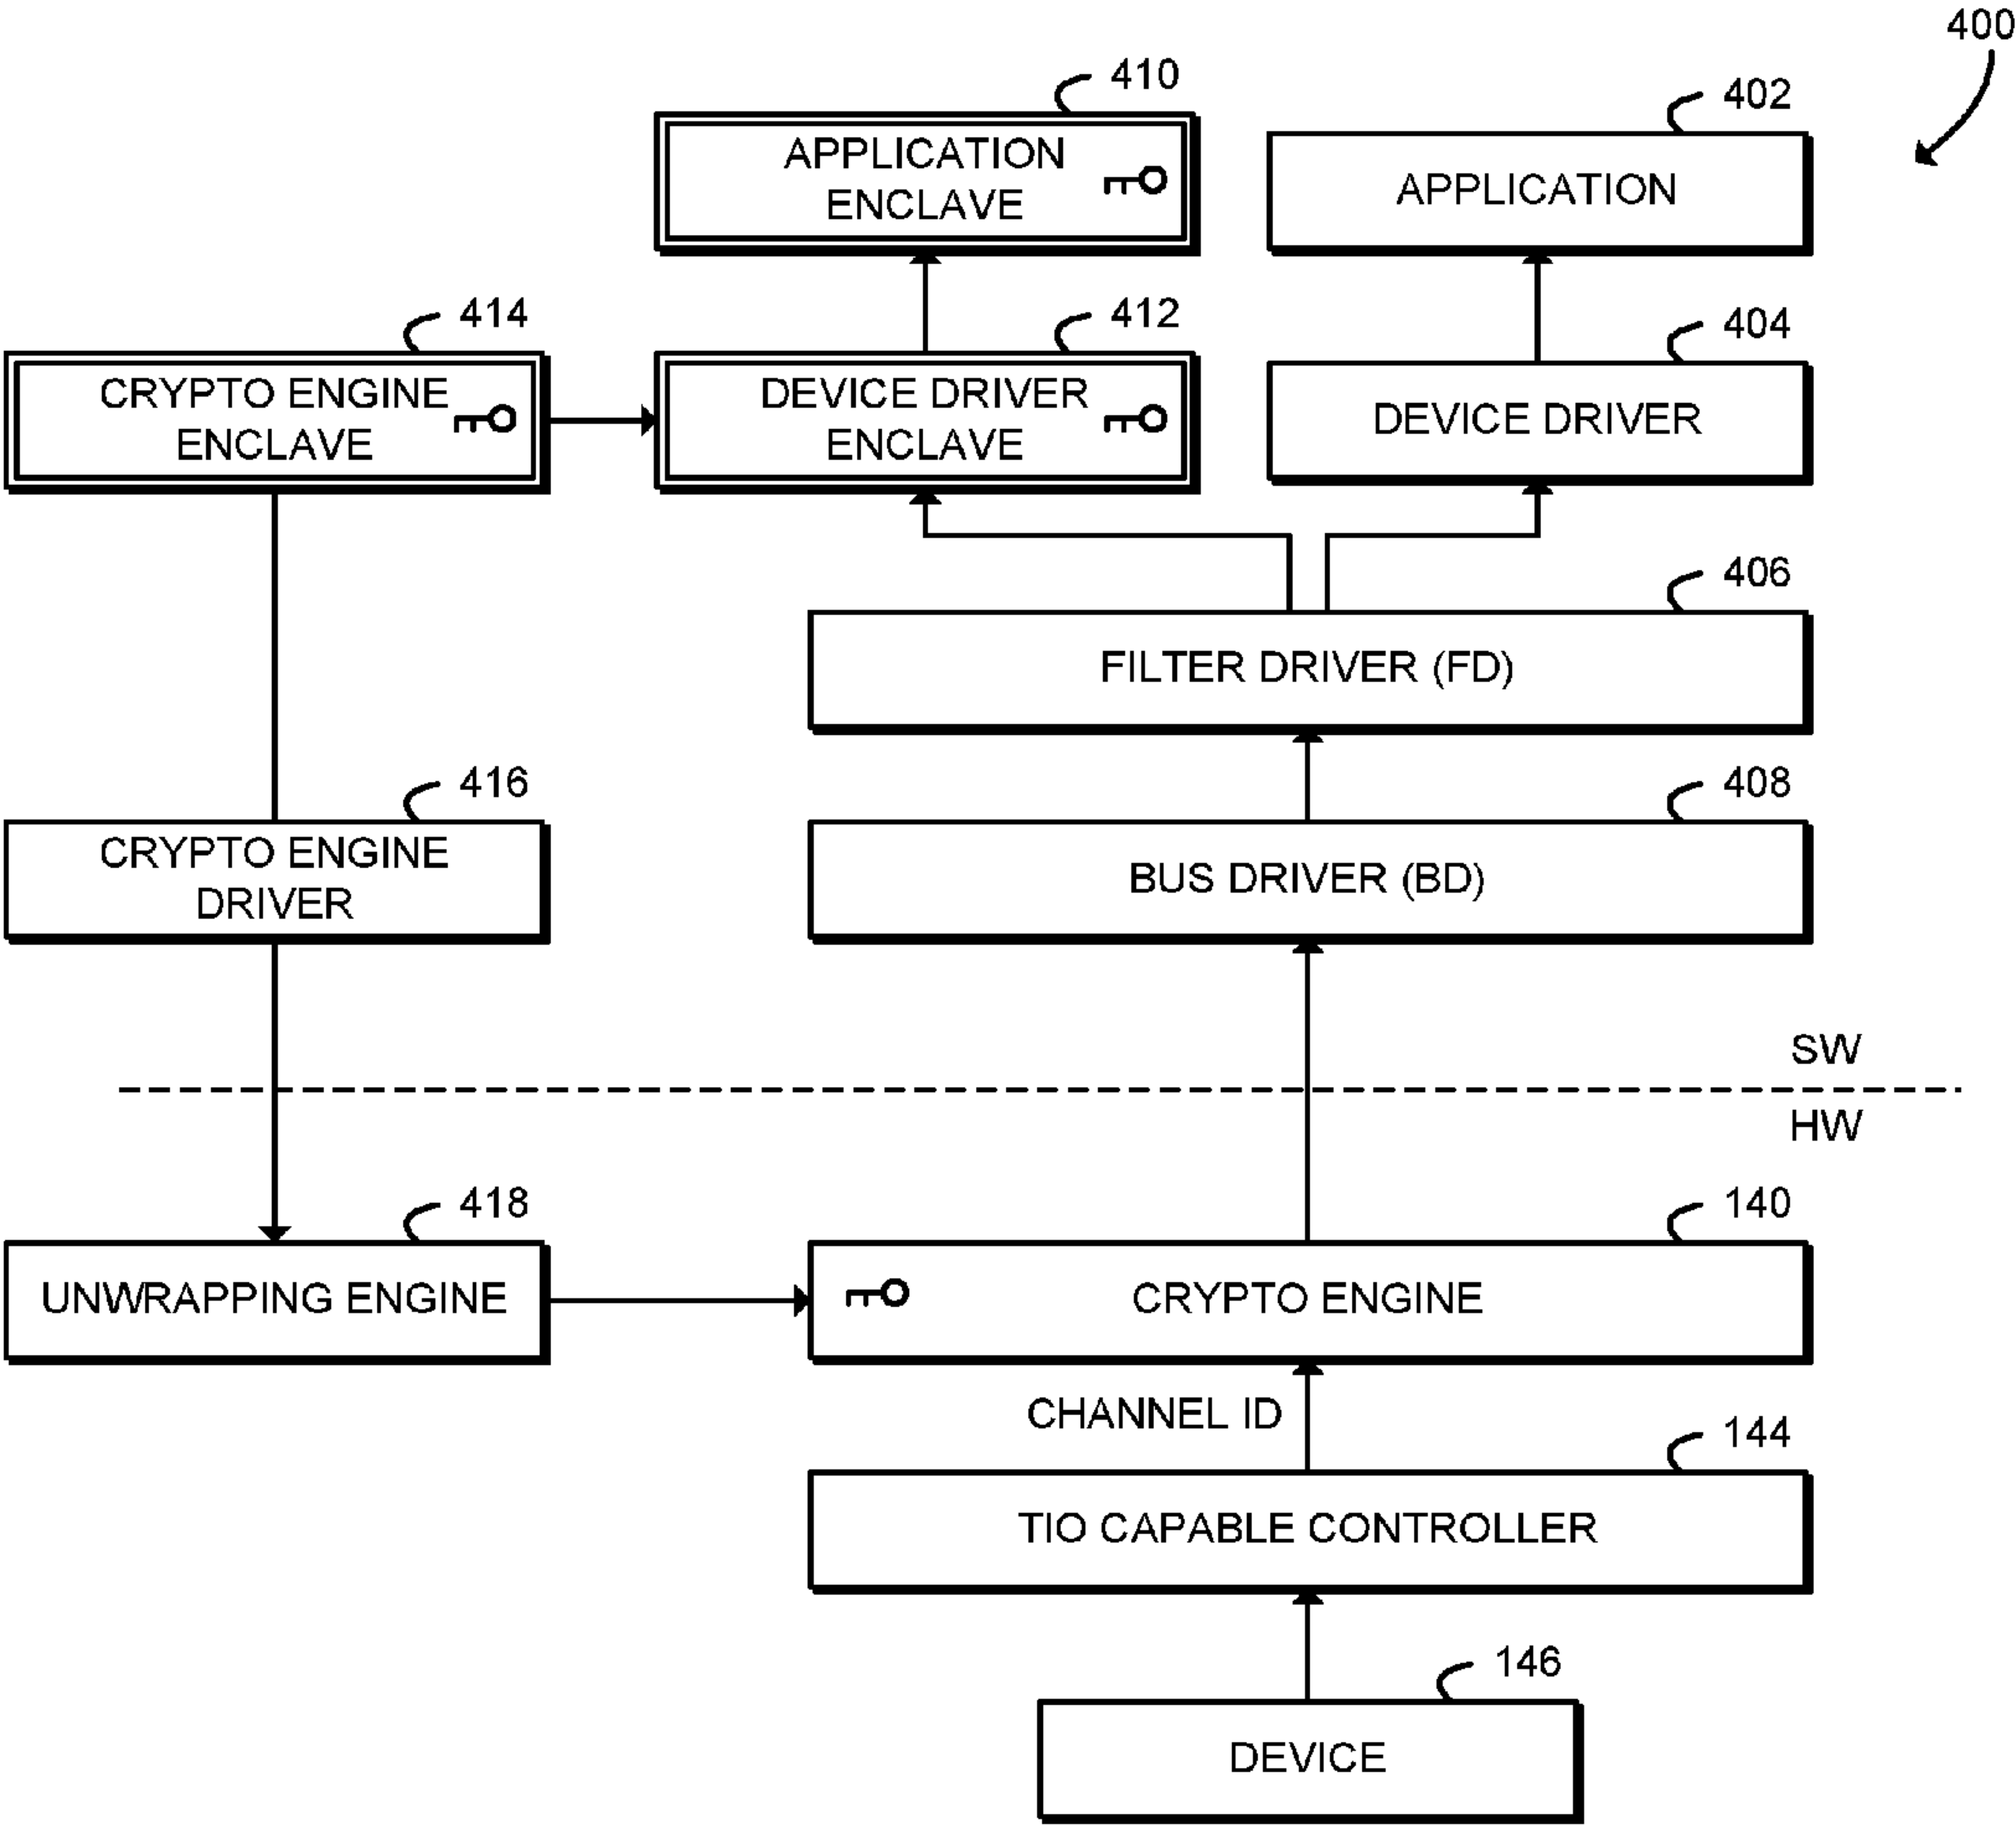 400
410
402
APPLICATION
ENCLAVE
APPLICATION
414
412
404
CRYPTO ENGINE
ENCLAVE
DEVICE DRIVER
ENCLAVE
DEVICE DRIVER
406
FILTER DRIVER (FD)
416
408
CRYPTO ENGINE
DRIVER
BUS DRIVER (BD)
SW
HW
418
140
UNWRAPPING ENGINE
CRYPTO ENGINE
CHANNEL ID
144
TIO CAPABLE CONTROLLER
146
DEVICE